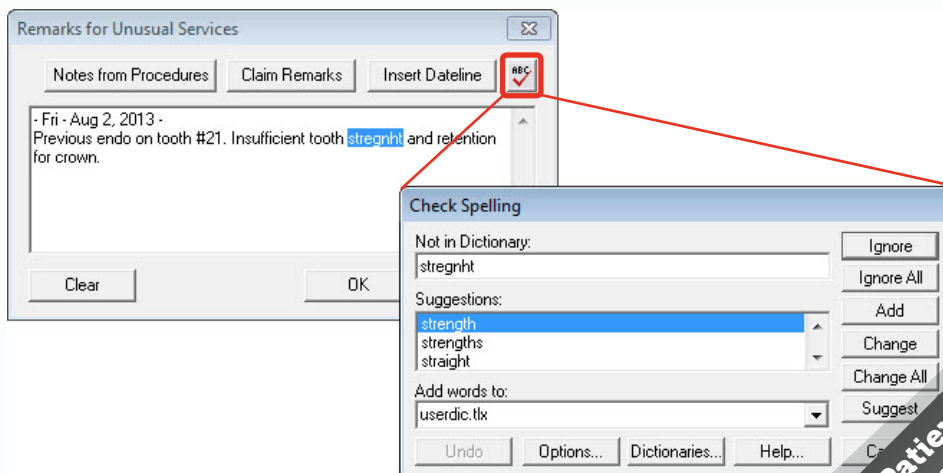 Remarks for Unusual Services
Notes from Procedures Claim Remarks Insert Dateline ABC
- Fri - Aug 2, 2013 -
Previous endo on tooth #21. Insufficient tooth stregnht and retention
for crown.
Clear OK
Check Spelling
Not in Dictionary:
stregnht
Ignore
Ignore All
Suggestions:
strength
strengths
straight
Add
Change
Change All
Add words to:
userdic.tlx
Suggest
Undo Options... Dictionaries... Help...